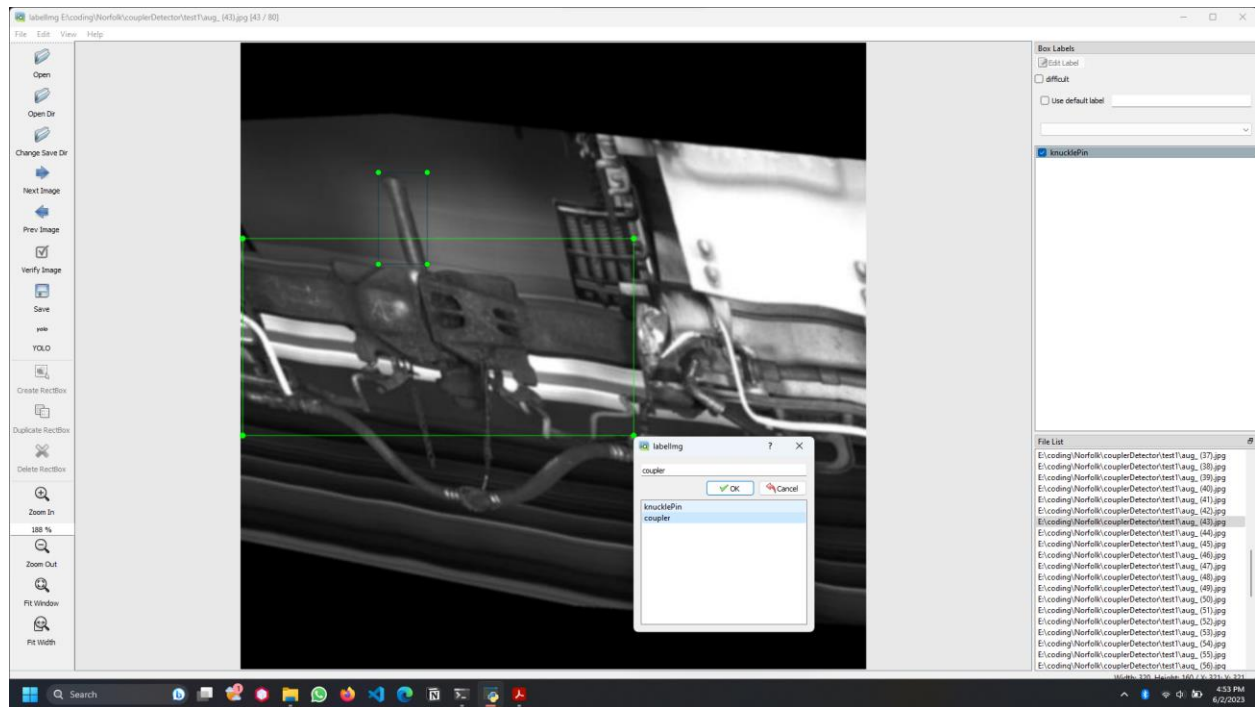 labelImg E:\coding\Norfolk\couplerDetector\test1\aug_ (43).jpg [43 / 80]
File Edit View Help
Open
Open Dir
Change Save Dir
Next Image
Prev Image
Verify Image
Save
yolo
YOLO
Create RectBox
Duplicate RectBox
Delete RectBox
Zoom In
188 %
Zoom Out
Fit Window
Fit Width
Box Labels
Edit Label
difficult
Use default label
knucklePin
labelImg
coupler
OK
Cancel
knucklePin
coupler
File List
E:\coding\Norfolk\couplerDetector\test1\aug_ (37).jpg
E:\coding\Norfolk\couplerDetector\test1\aug_ (38).jpg
E:\coding\Norfolk\couplerDetector\test1\aug_ (39).jpg
E:\coding\Norfolk\couplerDetector\test1\aug_ (40).jpg
E:\coding\Norfolk\couplerDetector\test1\aug_ (41).jpg
E:\coding\Norfolk\couplerDetector\test1\aug_ (42).jpg
E:\coding\Norfolk\couplerDetector\test1\aug_ (43).jpg
E:\coding\Norfolk\couplerDetector\test1\aug_ (44).jpg
E:\coding\Norfolk\couplerDetector\test1\aug_ (45).jpg
E:\coding\Norfolk\couplerDetector\test1\aug_ (46).jpg
E:\coding\Norfolk\couplerDetector\test1\aug_ (47).jpg
E:\coding\Norfolk\couplerDetector\test1\aug_ (48).jpg
E:\coding\Norfolk\couplerDetector\test1\aug_ (49).jpg
E:\coding\Norfolk\couplerDetector\test1\aug_ (50).jpg
E:\coding\Norfolk\couplerDetector\test1\aug_ (51).jpg
E:\coding\Norfolk\couplerDetector\test1\aug_ (52).jpg
E:\coding\Norfolk\couplerDetector\test1\aug_ (53).jpg
E:\coding\Norfolk\couplerDetector\test1\aug_ (54).jpg
E:\coding\Norfolk\couplerDetector\test1\aug_ (55).jpg
E:\coding\Norfolk\couplerDetector\test1\aug_ (56).jpg
Width: 320, Height: 160 / X: 321; Y: 321
Search
4:53 PM
6/2/2023